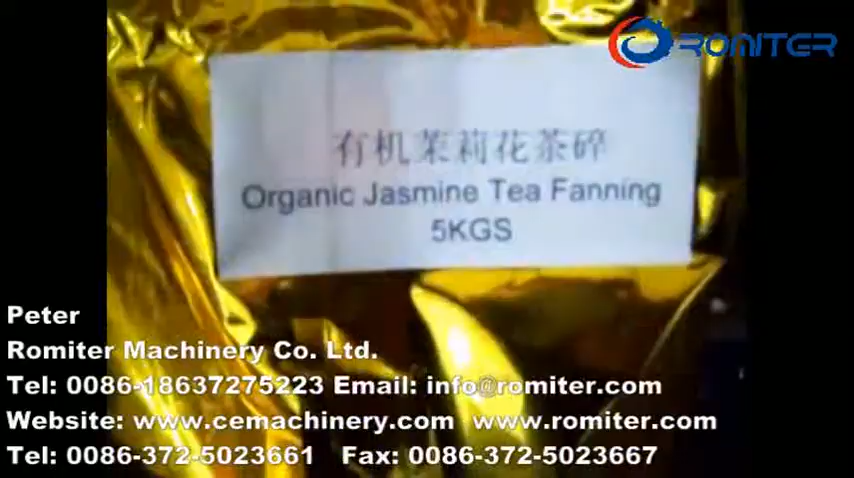 ROMITER
有机茉莉花茶碎
Organic Jasmine Tea Fanning
5KGS
Peter
Romiter Machinery Co. Ltd.
Tel: 0086-18637275223 Email: info@romiter.com
Website: www.cemachinery.com www.romiter.com
Tel: 0086-372-5023661 Fax: 0086-372-5023667